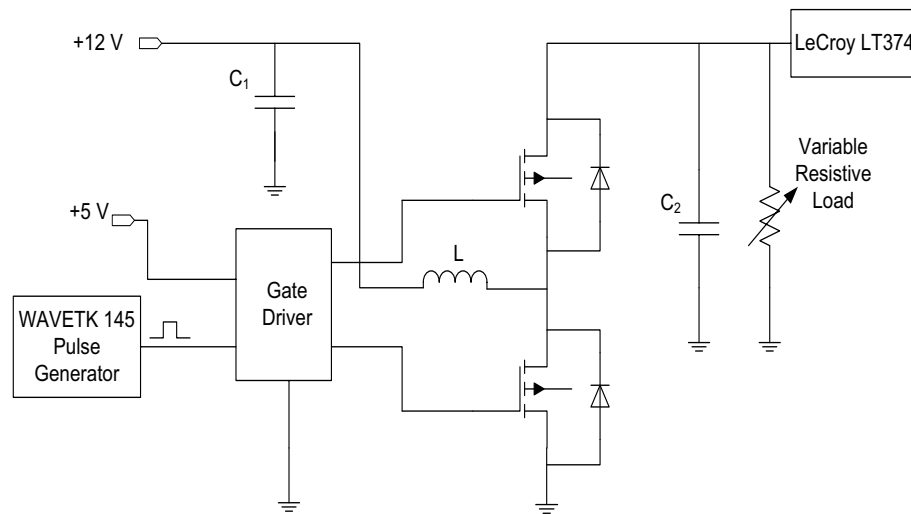 +12 V
LeCroy LT374
C1
Variable
Resistive
Load
+5 V
C2
L
Gate
Driver
WAVETK 145
Pulse
Generator